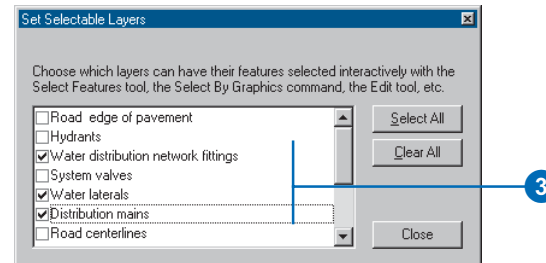 Set Selectable Layers
Choose which layers can have their features selected interactively with the
Select Features tool, the Select By Graphics command, the Edit tool, etc.
Road edge of pavement
Hydrants
Water distribution network fittings
System valves
Water laterals
Distribution mains
Road centerlines
Select All
Clear All
Close
3